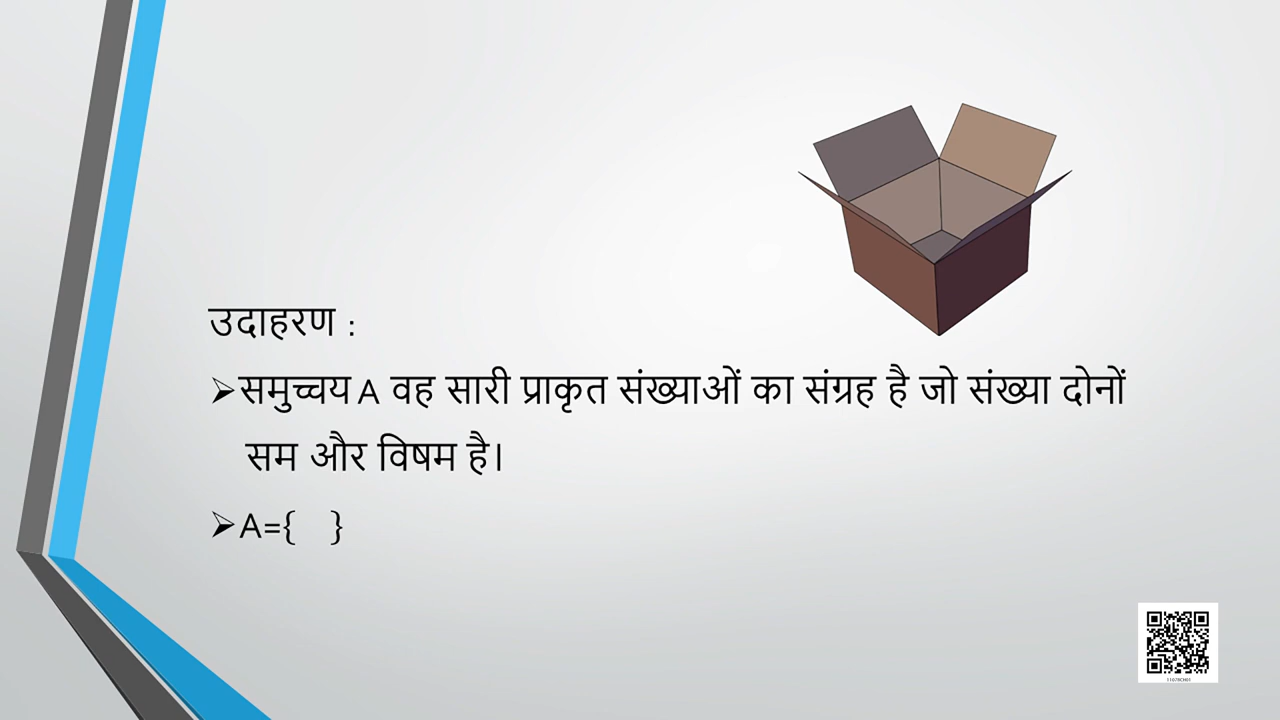 उदाहरण :
➢समुच्चय A वह सारी प्राकृत संख्याओं का संग्रह है जो संख्या दोनों
सम और विषम है।
➢A={ }